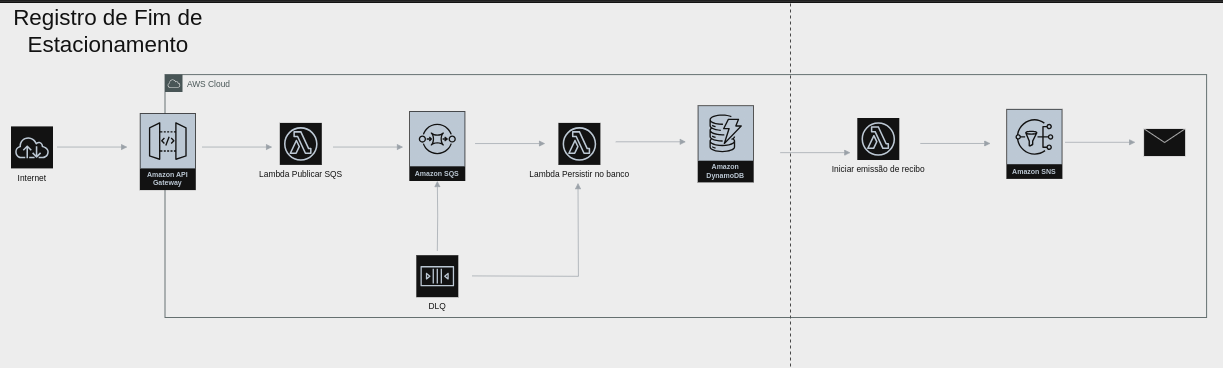 Registro de Fim de
Estacionamento
AWS Cloud
Internet
Amazon API
Gateway
Lambda Publicar SQS
Amazon SQS
Lambda Persistir no banco
Amazon
DynamoDB
Iniciar emissão de recibo
Amazon SNS
DLQ